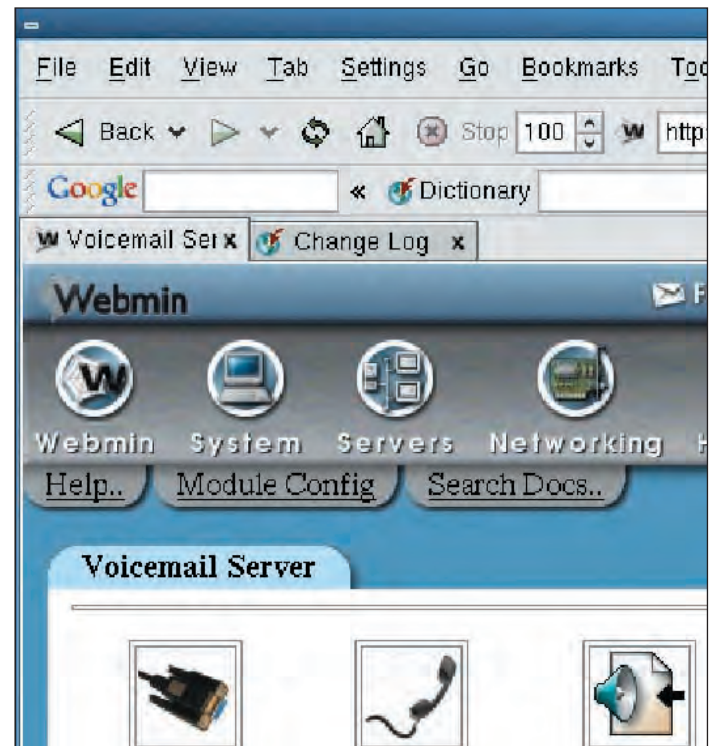 File Edit View Tab Settings Go Bookmarks
Back Stop 100 http
Google « Dictionary
Voicemail Ser x Change Log x
Webmin
Webmin System Servers Networking
Help.. Module Config Search Docs..
Voicemail Server